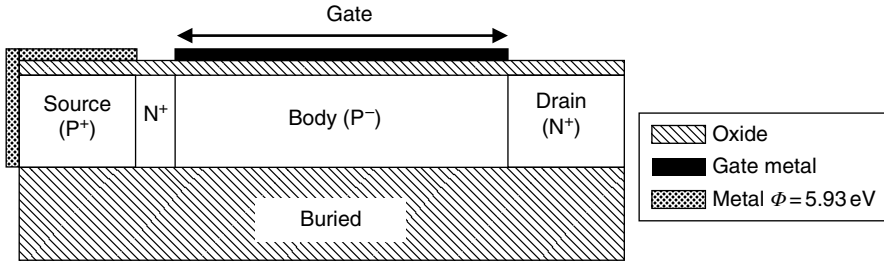 Gate
Source
(P⁺)
N⁺
Body (P⁻)
Drain
(N⁺)
Buried
Oxide
Gate metal
Metal Φ = 5.93 eV